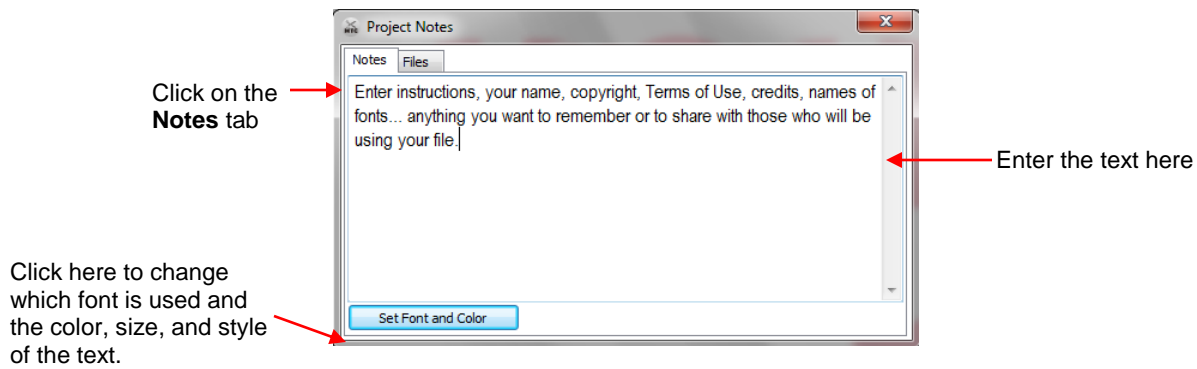 Project Notes
Notes Files
Click on the
Notes tab
Enter instructions, your name, copyright, Terms of Use, credits, names of
fonts... anything you want to remember or to share with those who will be
using your file.
Enter the text here
Click here to change
which font is used and
the color, size, and style
of the text.
Set Font and Color